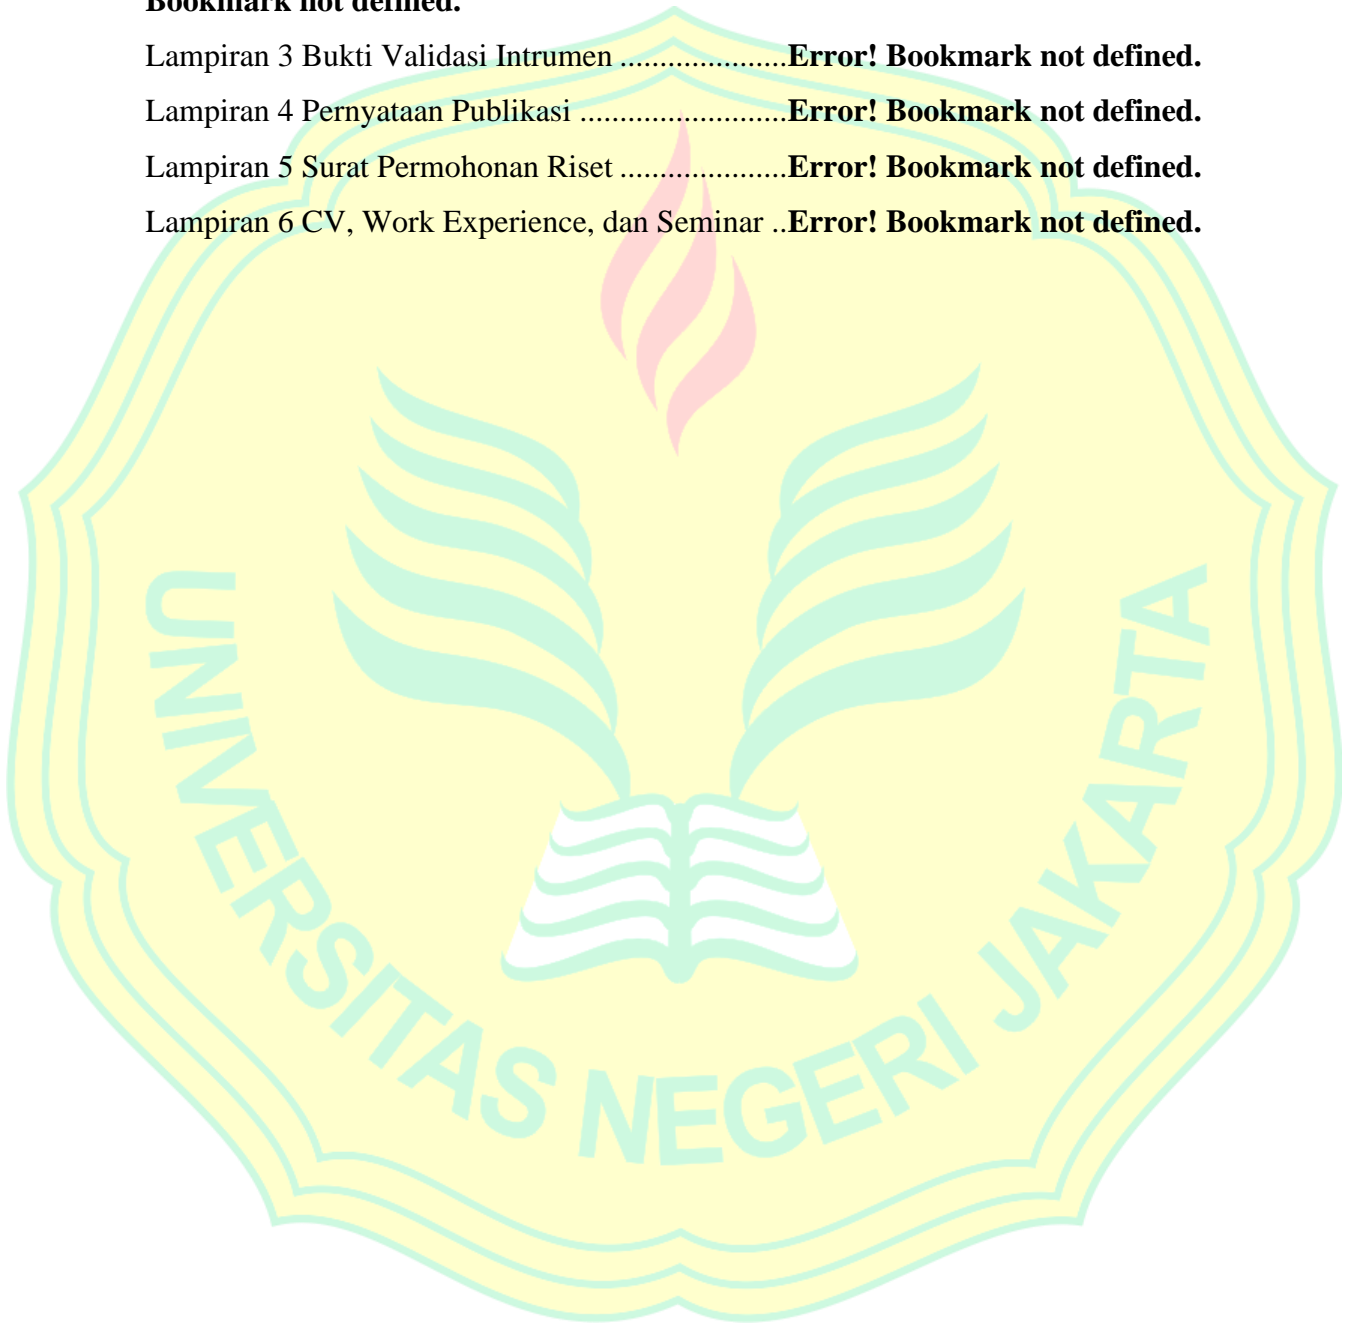 Bookmark not defined.
Lampiran 3 Bukti Validasi Intrumen .....................Error! Bookmark not defined.
Lampiran 4 Pernyataan Publikasi ..........................Error! Bookmark not defined.
Lampiran 5 Surat Permohonan Riset .....................Error! Bookmark not defined.
Lampiran 6 CV, Work Experience, dan Seminar ..Error! Bookmark not defined.
UNIVERSITAS NEGERI JAKARTA